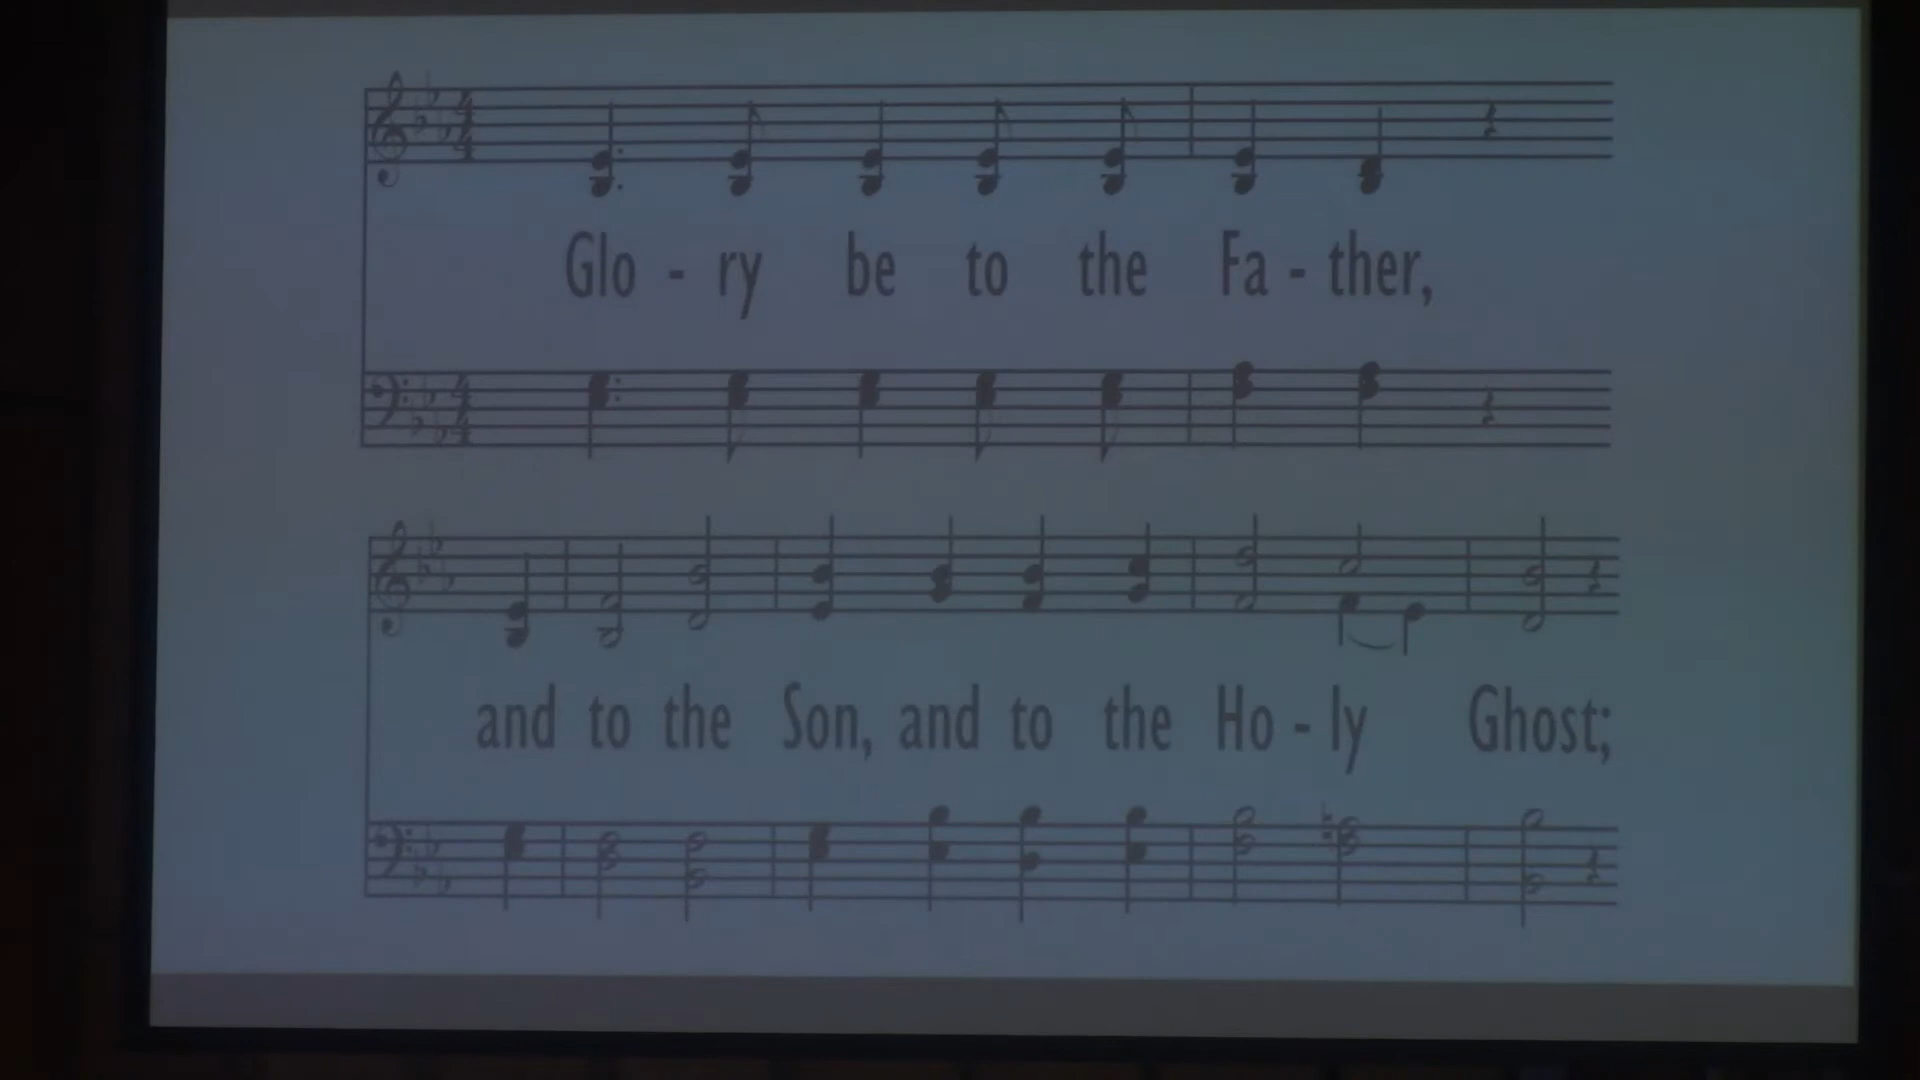 Glo - ry be to the Fa - ther,
and to the Son, and to the Ho - ly Ghost;